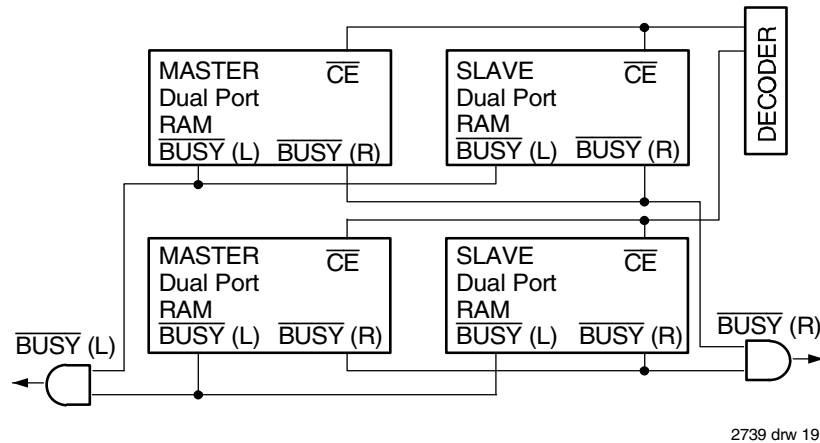 MASTER
Dual Port
RAM
CE
BUSY (L) BUSY (R)
SLAVE
Dual Port
RAM
CE
BUSY (L) BUSY (R)
DECODER
MASTER
Dual Port
RAM
CE
BUSY (L) BUSY (R)
SLAVE
Dual Port
RAM
CE
BUSY (L) BUSY (R)
BUSY (L)
BUSY (R)
2739 drw 19